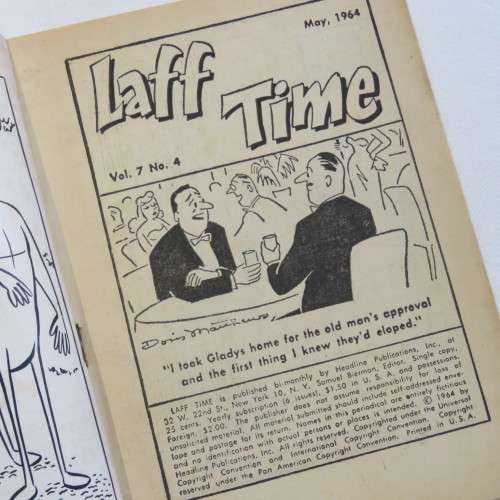 May, 1964
Laff
Time
Vol. 7 No. 4
Doris Matthews
"I took Gladys home for the old man's approval
and the first thing I knew they'd eloped."
LAFF TIME is published bi-monthly by Headline Publications, Inc., at
32 W. 22nd St., New York 10, N. Y. Samuel Bierman, Editor. Single copy,
25 cents. Yearly subscription (6 issues), $1.50 in U. S. A. and possessions.
Foreign, $2.00. The publisher does not assume responsibility for loss of
unsolicited material. All material submitted should include self-addressed enve-
lope and postage for its return. Names in this periodical are entirely fictitious
and no identification with actual persons or places is intended. © 1964 by
Headline Publications, Inc. All rights reserved. Copyright under the Universal
Copyright Convention and International Copyright Convention. Copyright
reserved under the Pan American Copyright Convention. Printed in U.S.A.